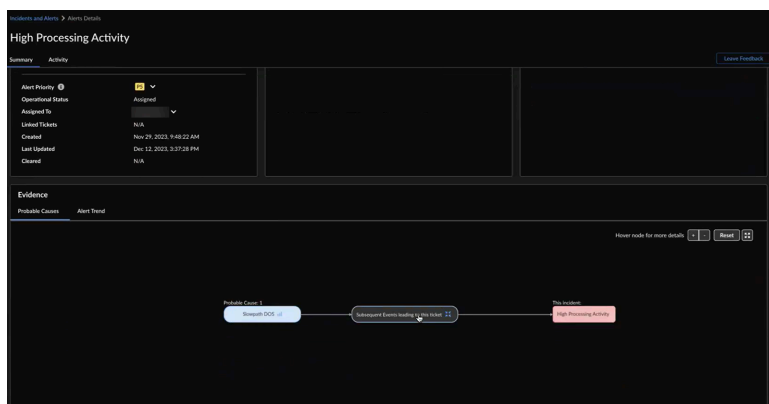 Incidents and Alerts > Alerts Details
High Processing Activity
Summary Activity
Leave Feedback
Alert Priority P5
Operational Status Assigned
Assigned To
Linked Tickets N/A
Created Nov 29, 2023, 9:48:22 AM
Last Updated Dec 12, 2023, 3:37:28 PM
Cleared N/A
Evidence
Probable Causes Alert Trend
Hover node for more details + - Reset
Probable Cause: 1
This incident:
Slowpath DOS
Subsequent Events leading to this ticket
High Processing Activity